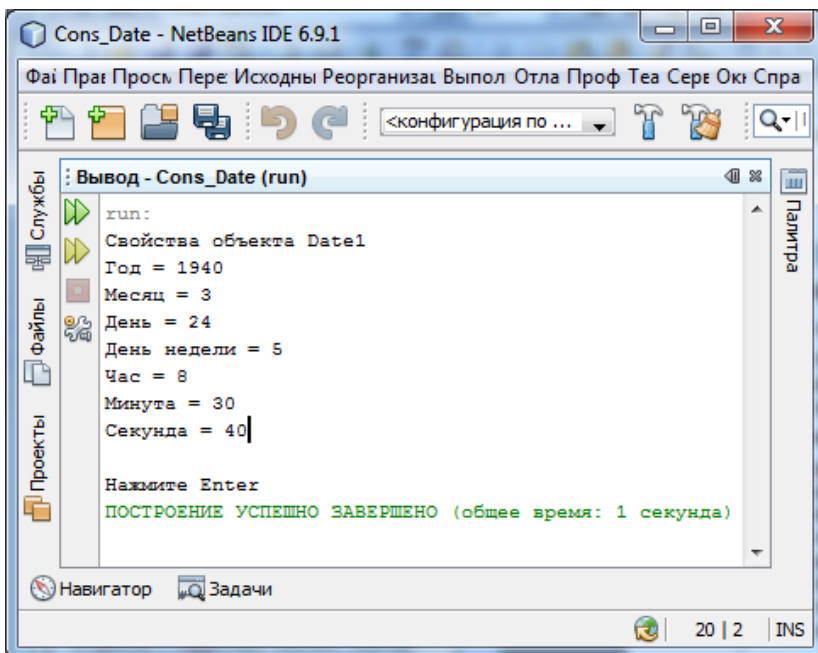 Cons_Date - NetBeans IDE 6.9.1
Фаі Прав Просм Пере: Исходны Реорганизац Выпол Отла Проф Теа Серв Окн Спра
<конфигурация по ...
Вывод - Cons_Date (run)
Службы
Файлы
Проекты
Палитра
run:
Свойства объекта Date1
Год = 1940
Месяц = 3
День = 24
День недели = 5
Час = 8
Минута = 30
Секунда = 40
Нажмите Enter
ПОСТРОЕНИЕ УСПЕШНО ЗАВЕРШЕНО (общее время: 1 секунда)
Навигатор
Задачи
20 | 2
INS